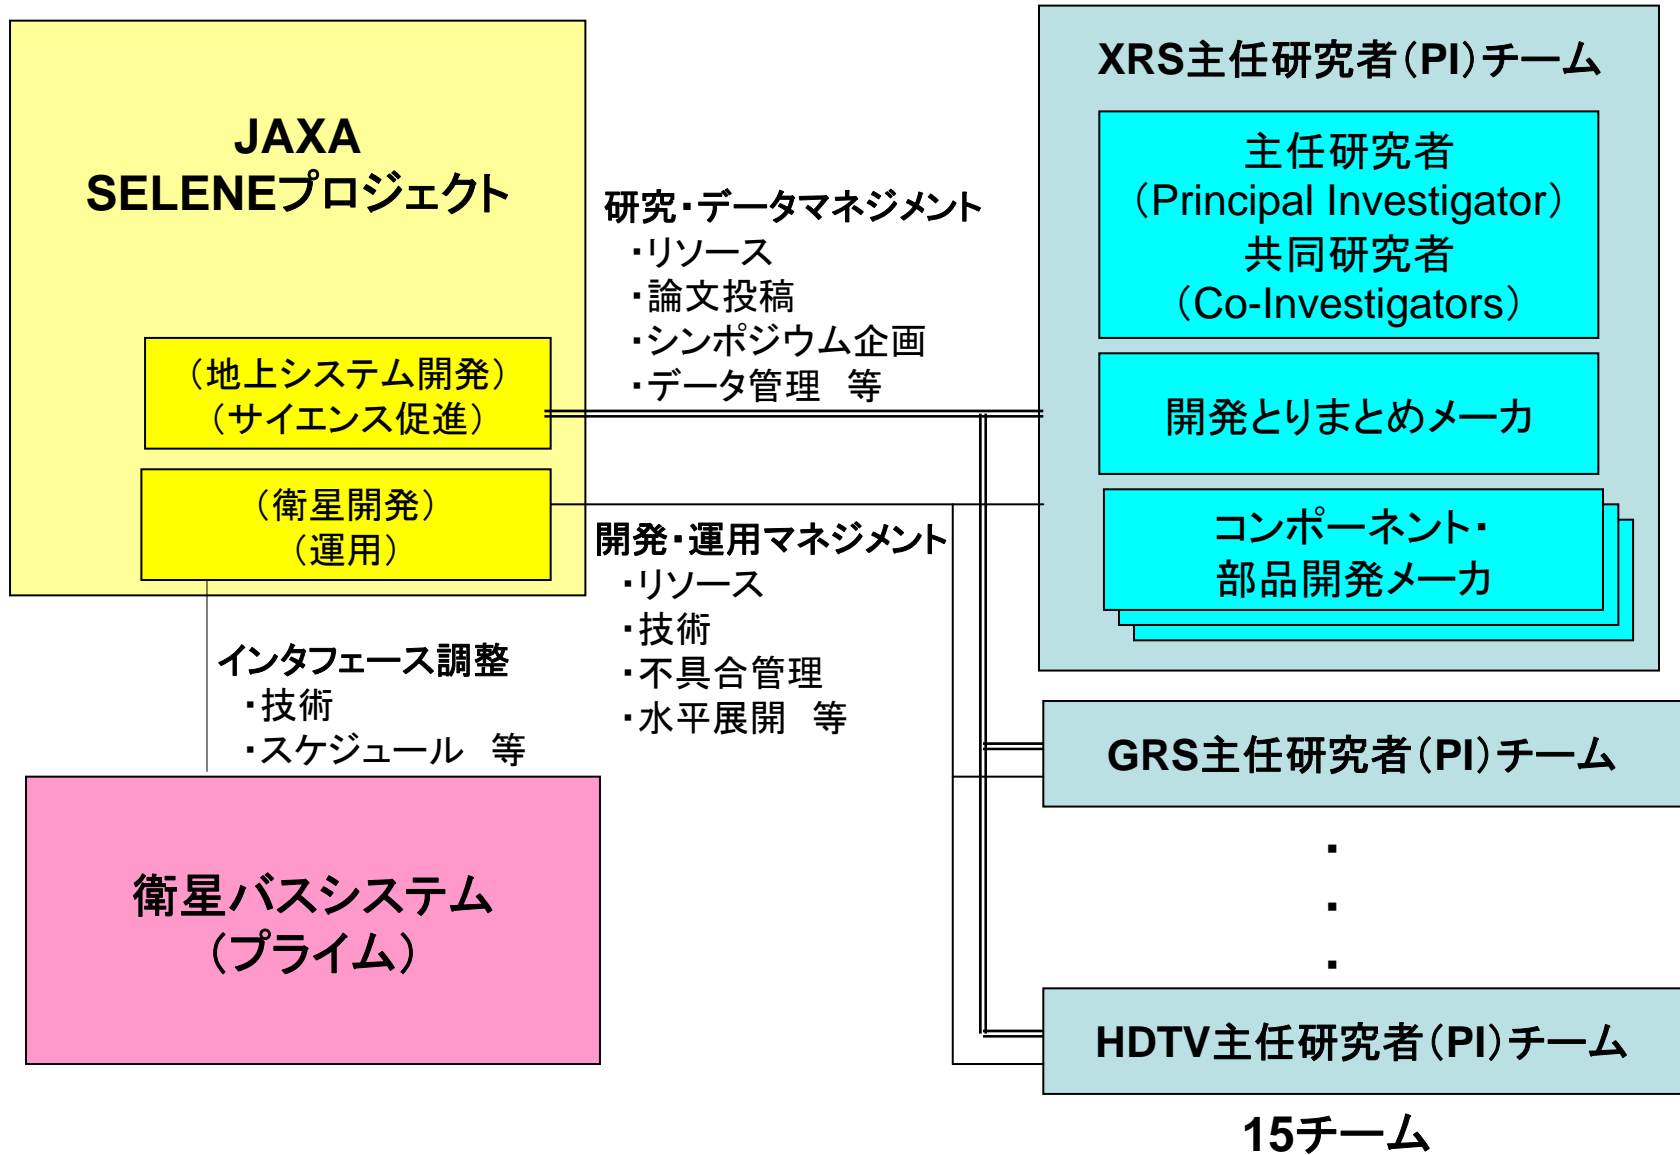 JAXA
SELENEプロジェクト
（地上システム開発）
（サイエンス促進）
（衛星開発）
（運用）
研究・データマネジメント
・リソース
・論文投稿
・シンポジウム企画
・データ管理　等
開発・運用マネジメント
・リソース
・技術
・不具合管理
・水平展開　等
インタフェース調整
・技術
・スケジュール　等
衛星バスシステム
（プライム）
XRS主任研究者（PI）チーム
主任研究者
（Principal Investigator）
共同研究者
（Co-Investigators）
開発とりまとめメーカ
コンポーネント・
部品開発メーカ
GRS主任研究者（PI）チーム
・
・
・
HDTV主任研究者（PI）チーム
15チーム